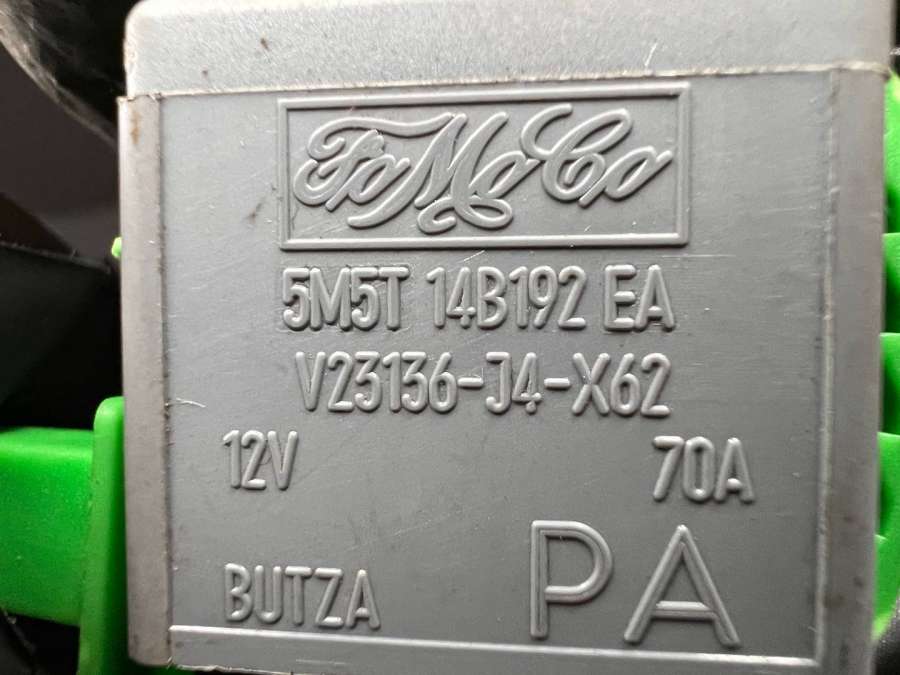 FoMoCo
5M5T 14B192 EA
V23136-J4-X62
12V 70A
BUTZA PA